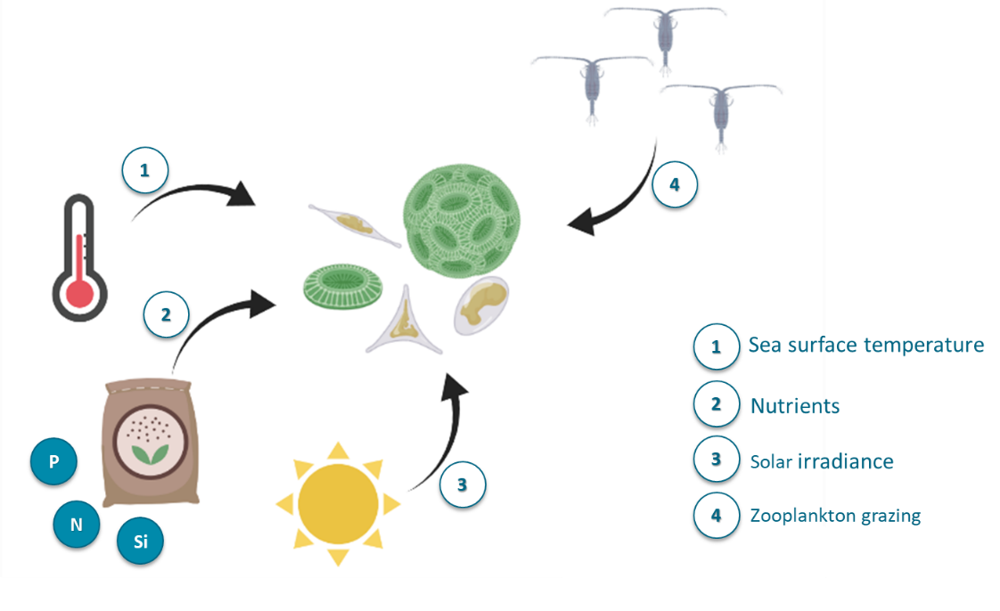 1
4
2
1 Sea surface temperature
2 Nutrients
P
3 Solar irradiance
3
N
4 Zooplankton grazing
Si